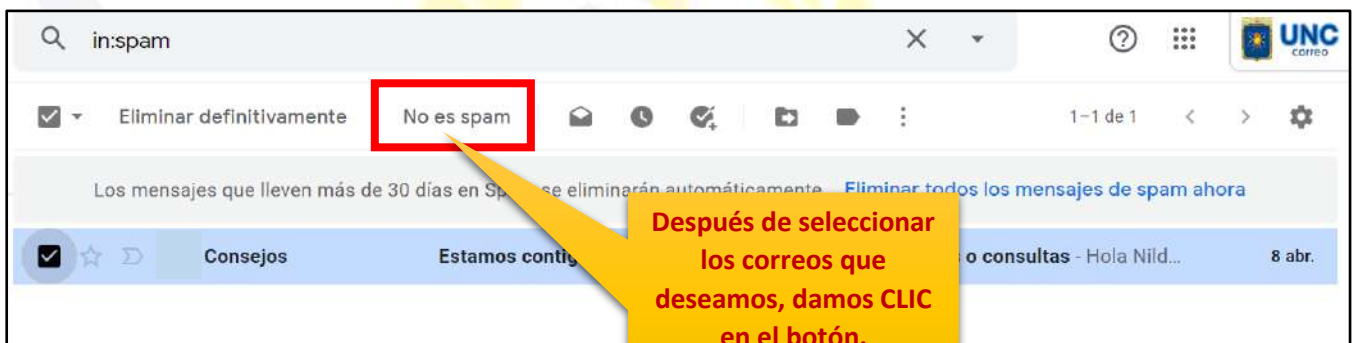 in:spam
UNC
correo
Eliminar definitivamente No es spam 1–1 de 1
Los mensajes que lleven más de 30 días en se eliminarán automáticamente Eliminar todos los mensajes de spam ahora
Consejos Estamos o consultas - Hola Nild... 8 abr.
Después de seleccionar
los correos que
deseamos, damos CLIC
en el botón.